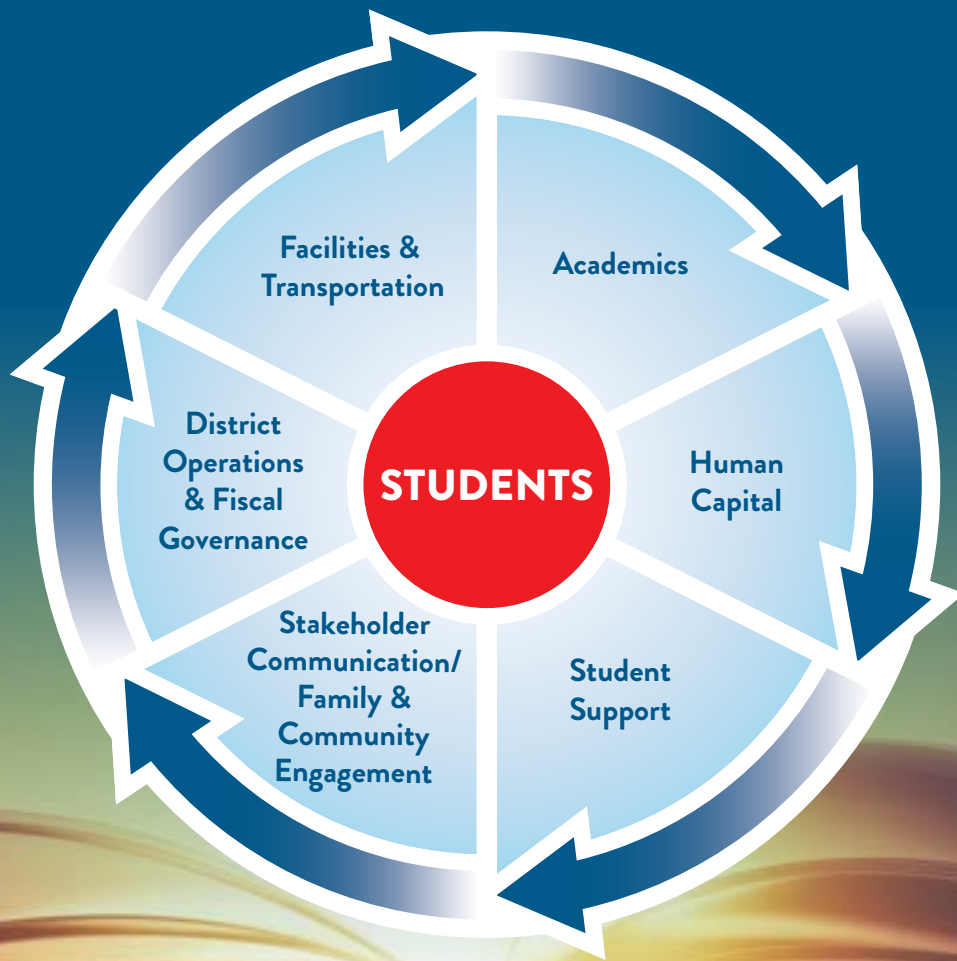 Facilities &
Transportation
Academics
District
Operations
& Fiscal
Governance
STUDENTS
Human
Capital
Stakeholder
Communication/
Family &
Community
Engagement
Student
Support